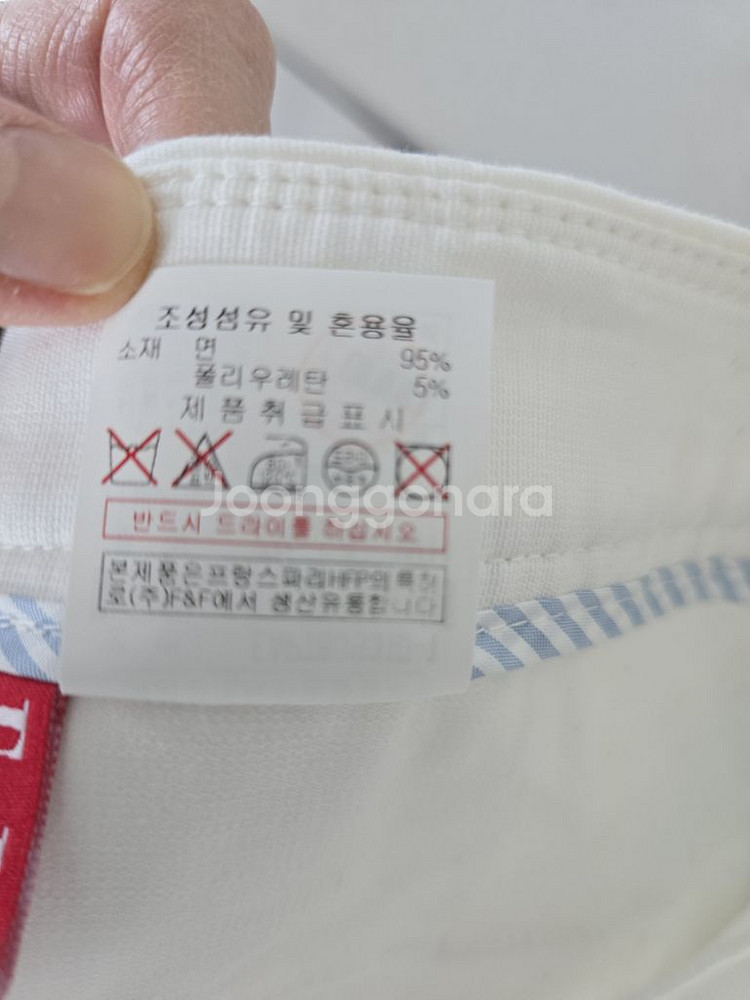 조성섬유 및 혼용율
소재 면 95%
폴리우레탄 5%
제 품 취 급 표 시
Joonggonara
반드시 드라이를 하십시오
본제품은프랑스파리HFP의 특허
로(주)F&F에서 생산유통합니다